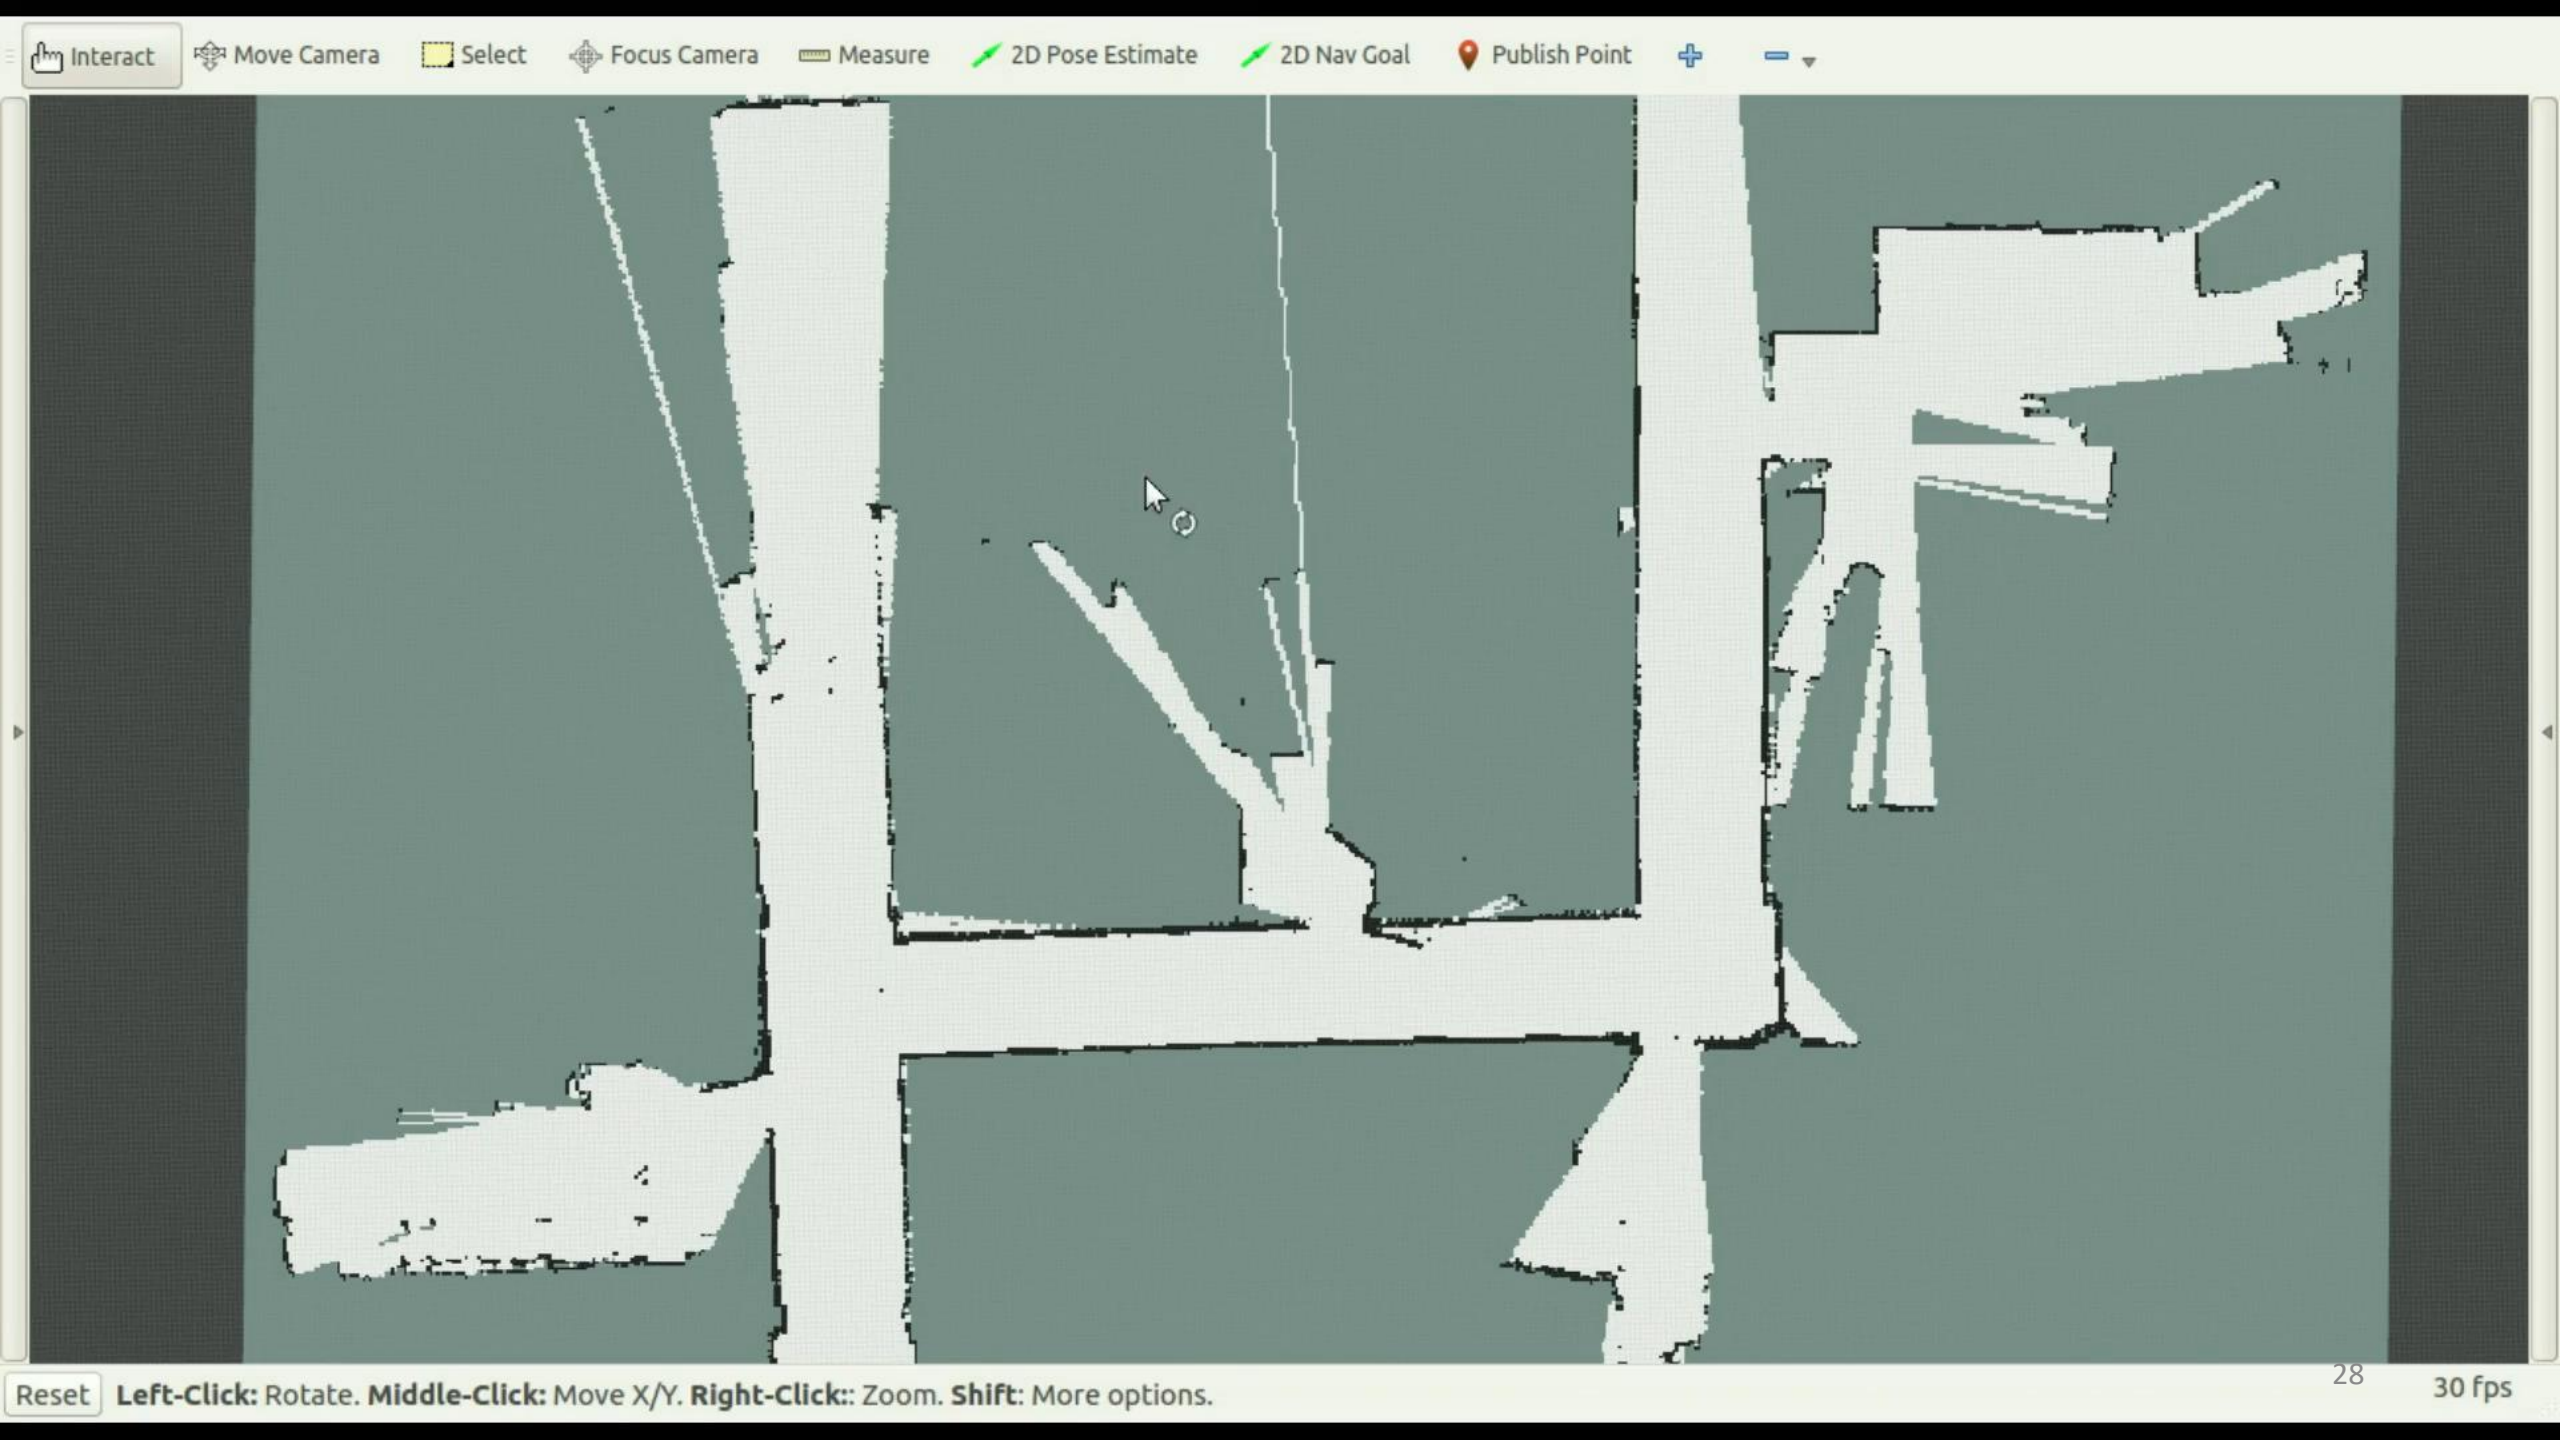 Interact Move Camera Select Focus Camera Measure 2D Pose Estimate 2D Nav Goal Publish Point
28
Reset Left-Click: Rotate. Middle-Click: Move X/Y. Right-Click:: Zoom. Shift: More options. 30 fps